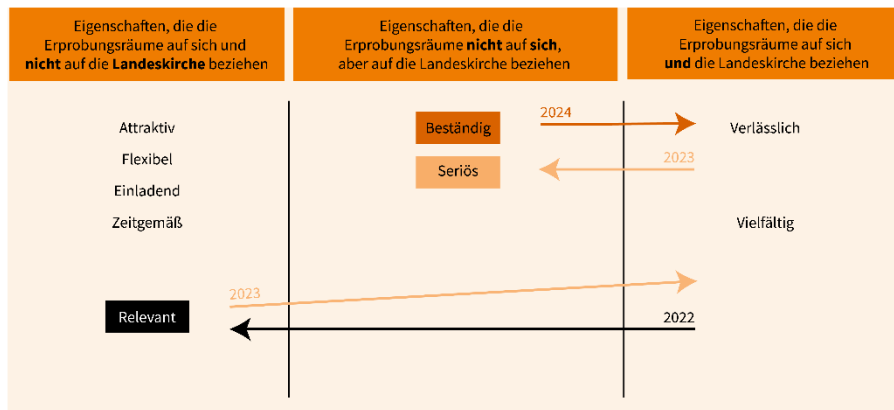 Eigenschaften, die die
Erprobungsräume auf sich und
nicht auf die Landeskirche beziehen
Eigenschaften, die die
Erprobungsräume nicht auf sich,
aber auf die Landeskirche beziehen
Eigenschaften, die die
Erprobungsräume auf sich
und die Landeskirche beziehen
Attraktiv
Flexibel
Einladend
Zeitgemäß
Relevant
Beständig
Seriös
2024
2023
Verlässlich
Vielfältig
2023
2022